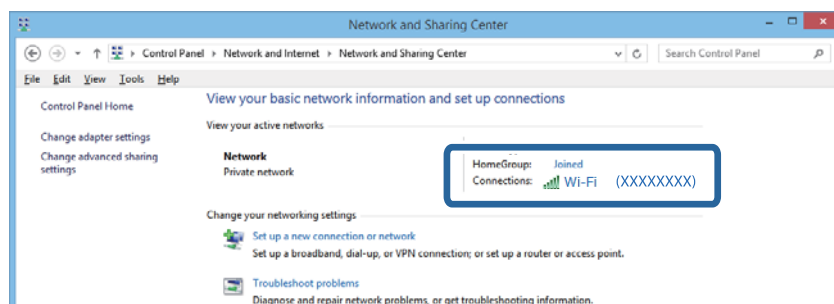 Network and Sharing Center
Control Panel Network and Internet Network and Sharing Center
Search Control Panel
File Edit View Tools Help
Control Panel Home
Change adapter settings
Change advanced sharing
settings
View your basic network information and set up connections
View your active networks
Network
Private network
HomeGroup: Joined
Connections: Wi-Fi (XXXXXXXX)
Change your networking settings
Set up a new connection or network
Set up a broadband, dial-up, or VPN connection; or set up a router or access point.
Troubleshoot problems
Diagnose and repair network problems, or get troubleshooting information.